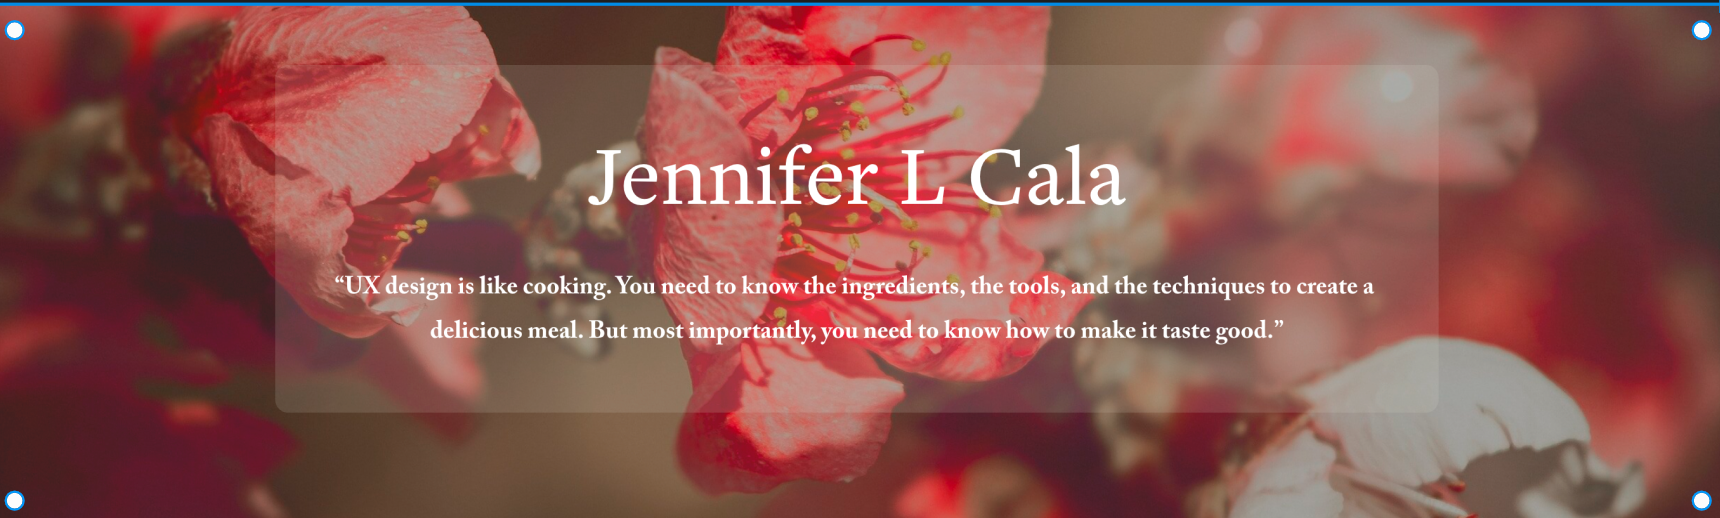 Jennifer L Cala
“UX design is like cooking. You need to know the ingredients, the tools, and the techniques to create a
delicious meal. But most importantly, you need to know how to make it taste good.”